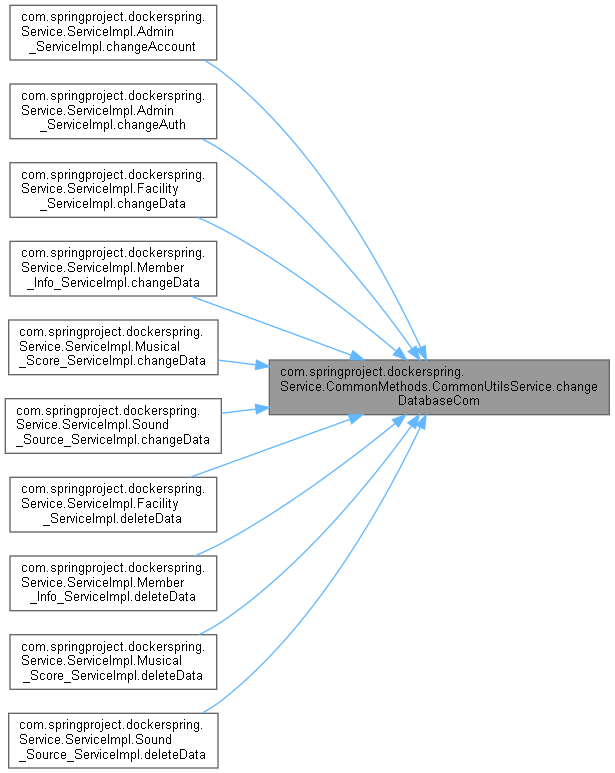 com.springproject.dockerspring.
Service.ServiceImpl.Admin
_ServiceImpl.changeAccount
com.springproject.dockerspring.
Service.ServiceImpl.Admin
_ServiceImpl.changeAuth
com.springproject.dockerspring.
Service.ServiceImpl.Facility
_ServiceImpl.changeData
com.springproject.dockerspring.
Service.ServiceImpl.Member
_Info_ServiceImpl.changeData
com.springproject.dockerspring.
Service.ServiceImpl.Musical
_Score_ServiceImpl.changeData
com.springproject.dockerspring.
Service.ServiceImpl.Sound
_Source_ServiceImpl.changeData
com.springproject.dockerspring.
Service.ServiceImpl.Facility
_ServiceImpl.deleteData
com.springproject.dockerspring.
Service.ServiceImpl.Member
_Info_ServiceImpl.deleteData
com.springproject.dockerspring.
Service.ServiceImpl.Musical
_Score_ServiceImpl.deleteData
com.springproject.dockerspring.
Service.ServiceImpl.Sound
_Source_ServiceImpl.deleteData
com.springproject.dockerspring.
Service.CommonMethods.CommonUtilsService.change
DatabaseCom